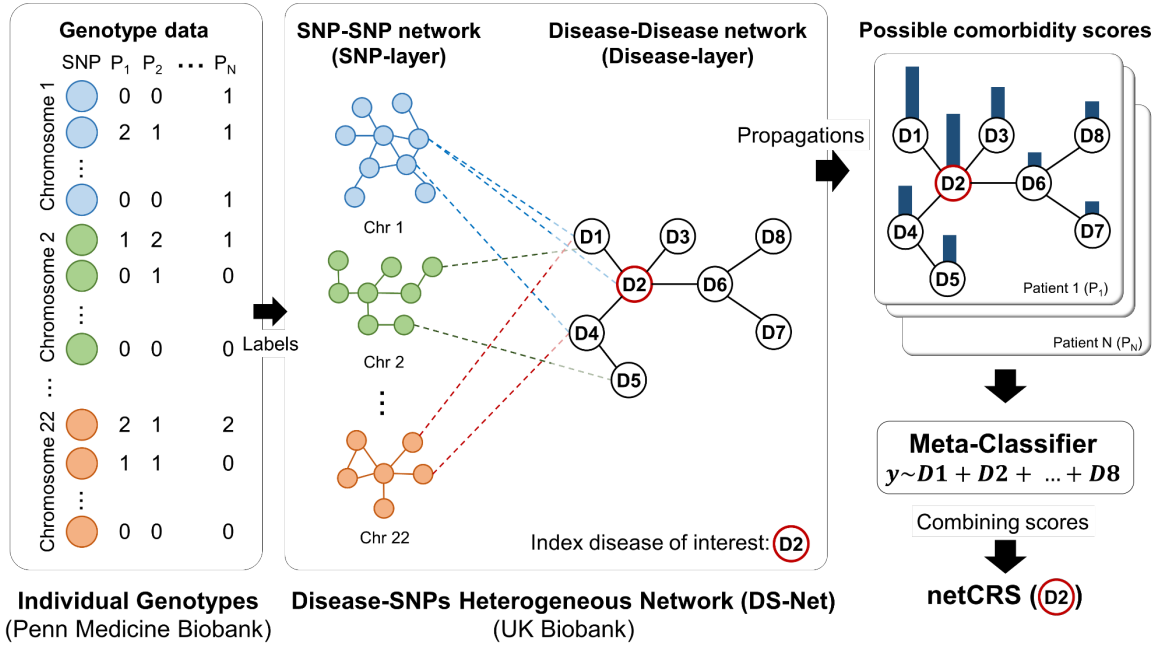 Genotype data
SNP P1 P2 ... PN
Chromosome 1
0 0 1
2 1 1
⋮
0 0 1
Chromosome 2
1 2 1
0 1 0
⋮
0 0 0
...
Chromosome 22
2 1 2
1 1 0
⋮
0 0 0
Individual Genotypes
(Penn Medicine Biobank)
Labels
SNP-SNP network
(SNP-layer)
Chr 1
Chr 2
⋮
Chr 22
Disease-Disease network
(Disease-layer)
D1
D3
D8
D2
D6
D4
D7
D5
Index disease of interest: D2
Disease-SNPs Heterogeneous Network (DS-Net)
(UK Biobank)
Propagations
Possible comorbidity scores
D1
D3
D8
D2
D6
D4
D7
D5
Patient 1 (P1)
Patient N (PN)
Meta-Classifier
y~D1 + D2 + ... + D8
Combining scores
netCRS (D2)